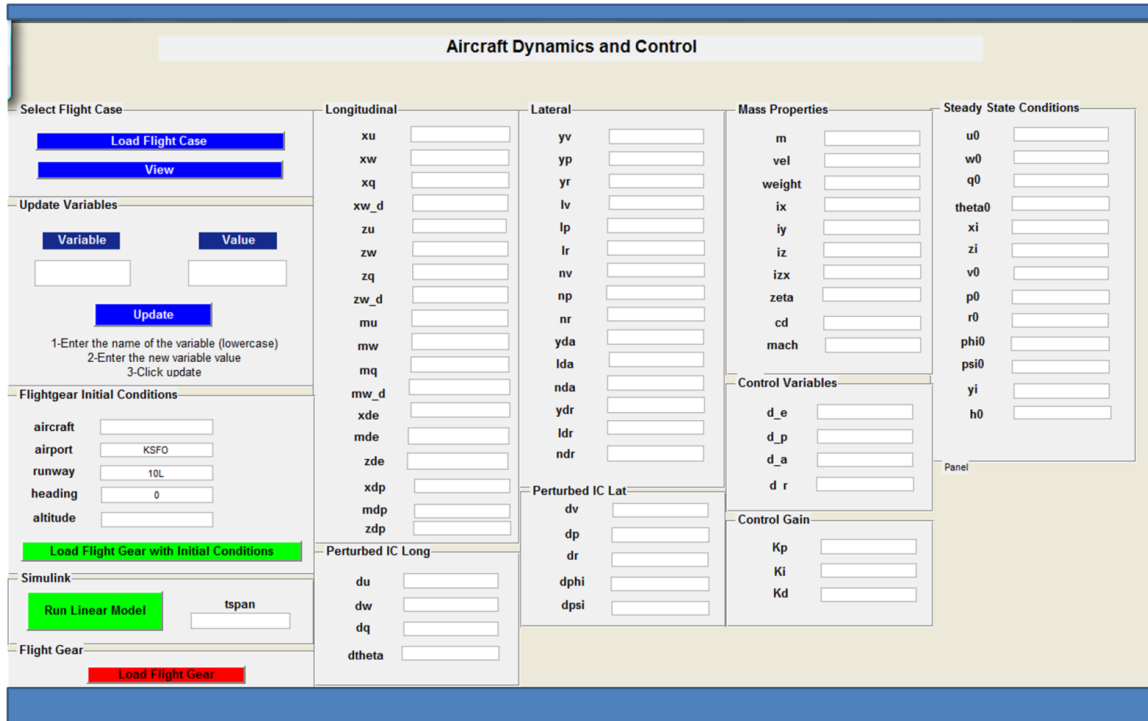 Aircraft Dynamics and Control
Select Flight Case
Load Flight Case
View
Update Variables
Variable
Value
Update
1-Enter the name of the variable (lowercase)
2-Enter the new variable value
3-Click update
Flightgear Initial Conditions
aircraft
airport
KSFO
runway
10L
heading
0
altitude
Load Flight Gear with Initial Conditions
Simulink
Run Linear Model
tspan
Flight Gear
Load Flight Gear
Longitudinal
xu
xw
xq
xw_d
zu
zw
zq
zw_d
mu
mw
mq
mw_d
xde
mde
zde
xdp
mdp
zdp
Perturbed IC Long
du
dw
dq
dtheta
Lateral
yv
yp
yr
lv
lp
lr
nv
np
nr
yda
lda
nda
ydr
ldr
ndr
Perturbed IC Lat
dv
dp
dr
dphi
dpsi
Mass Properties
m
vel
weight
ix
iy
iz
izx
zeta
cd
mach
Control Variables
d_e
d_p
d_a
d r
Control Gain
Kp
Ki
Kd
Steady State Conditions
u0
w0
q0
theta0
xi
zi
v0
p0
r0
phi0
psi0
yi
h0
Panel